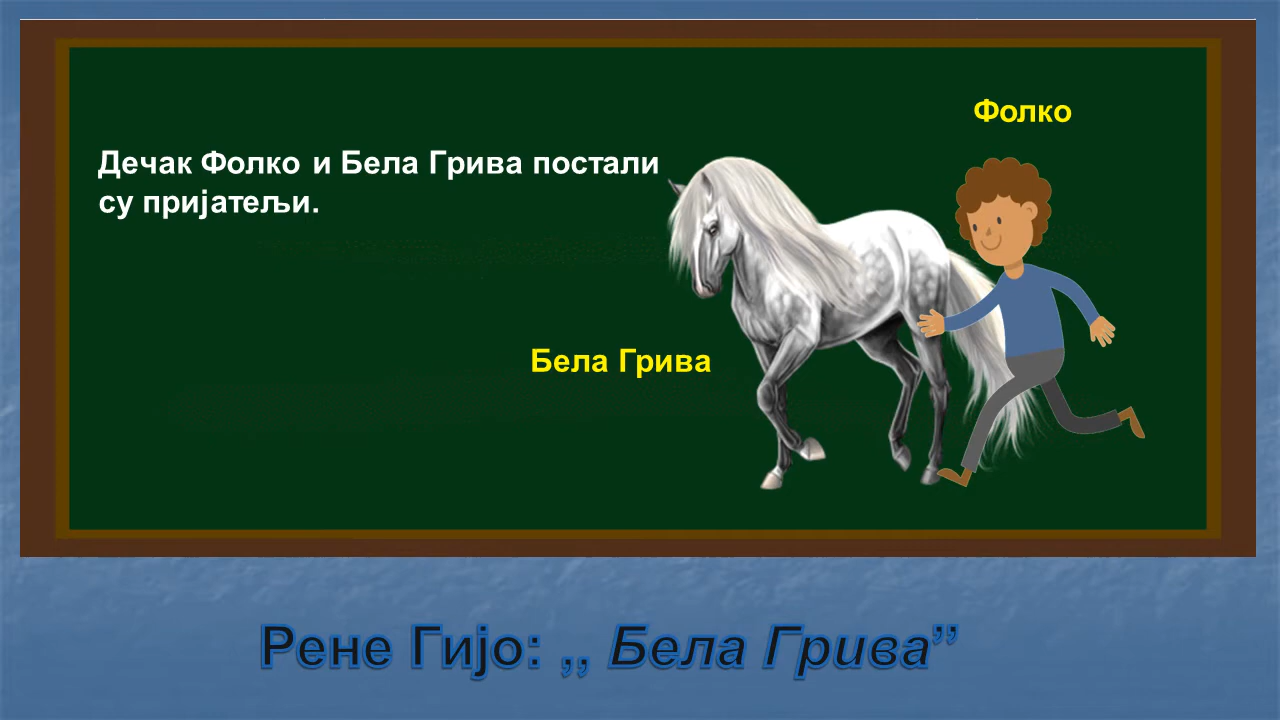 Фолко
Дечак Фолко и Бела Грива постали
су пријатељи.
Бела Грива
Рене Гијо: ,, Бела Грива”